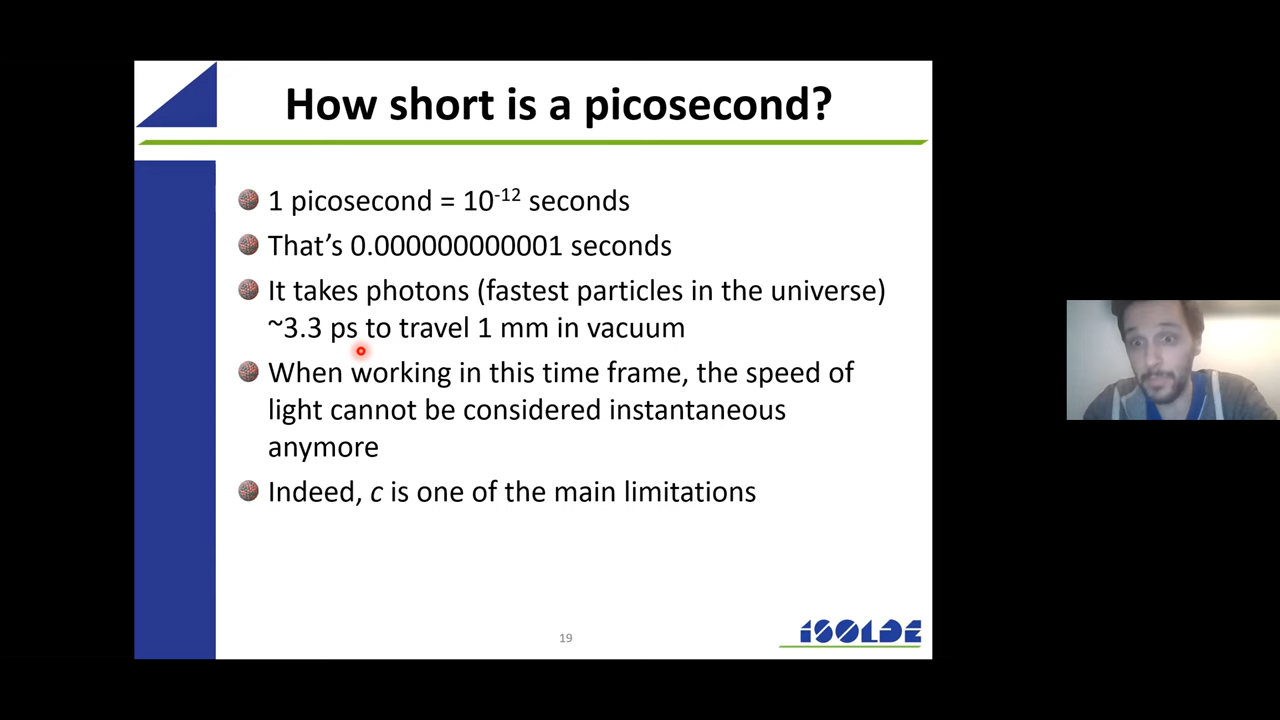 How short is a picosecond?
1 picosecond = 10⁻¹² seconds
That’s 0.000000000001 seconds
It takes photons (fastest particles in the universe)
~3.3 ps to travel 1 mm in vacuum
When working in this time frame, the speed of
light cannot be considered instantaneous
anymore
Indeed, c is one of the main limitations
19
ISOLDE